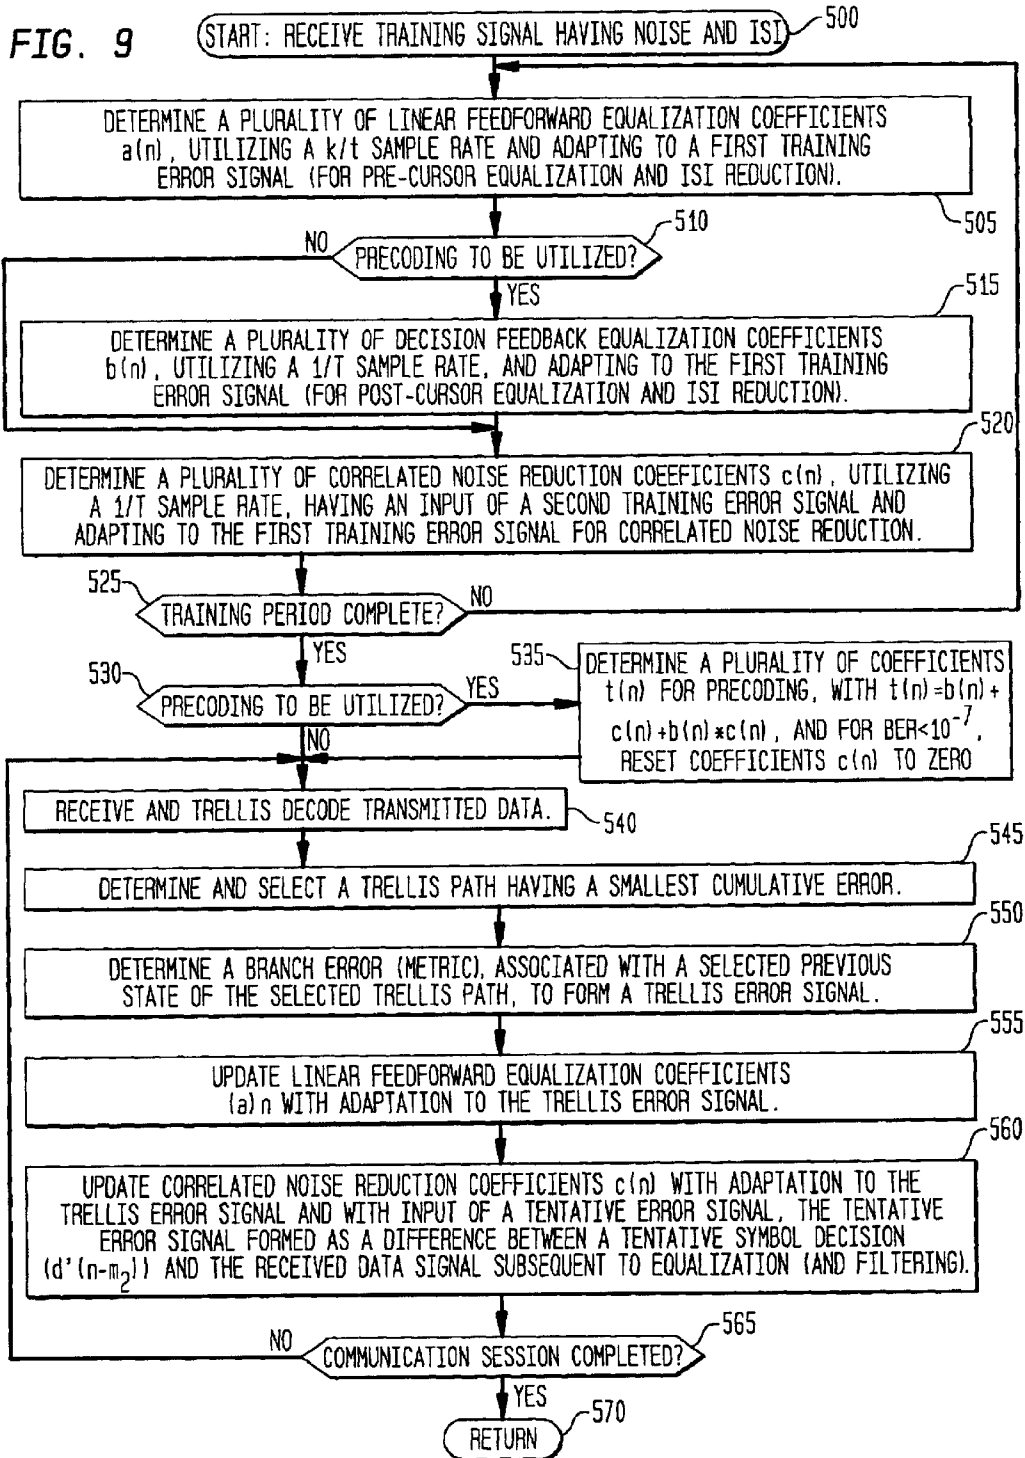 FIG. 9
START: RECEIVE TRAINING SIGNAL HAVING NOISE AND ISI
500
DETERMINE A PLURALITY OF LINEAR FEEDFORWARD EQUALIZATION COEFFICIENTS
a(n), UTILIZING A k/t SAMPLE RATE AND ADAPTING TO A FIRST TRAINING
ERROR SIGNAL (FOR PRE-CURSOR EQUALIZATION AND ISI REDUCTION).
505
510
NO
PRECODING TO BE UTILIZED?
YES
515
DETERMINE A PLURALITY OF DECISION FEEDBACK EQUALIZATION COEFFICIENTS
b(n), UTILIZING A 1/T SAMPLE RATE, AND ADAPTING TO THE FIRST TRAINING
ERROR SIGNAL (FOR POST-CURSOR EQUALIZATION AND ISI REDUCTION).
520
DETERMINE A PLURALITY OF CORRELATED NOISE REDUCTION COEFFICIENTS c(n), UTILIZING
A 1/T SAMPLE RATE, HAVING AN INPUT OF A SECOND TRAINING ERROR SIGNAL AND
ADAPTING TO THE FIRST TRAINING ERROR SIGNAL FOR CORRELATED NOISE REDUCTION.
525
TRAINING PERIOD COMPLETE?
NO
YES
530
PRECODING TO BE UTILIZED?
YES
NO
535
DETERMINE A PLURALITY OF COEFFICIENTS
t(n) FOR PRECODING, WITH t(n)=b(n)+
c(n)+b(n)*c(n), AND FOR BER<10⁻⁷,
RESET COEFFICIENTS c(n) TO ZERO
RECEIVE AND TRELLIS DECODE TRANSMITTED DATA.
540
545
DETERMINE AND SELECT A TRELLIS PATH HAVING A SMALLEST CUMULATIVE ERROR.
550
DETERMINE A BRANCH ERROR (METRIC), ASSOCIATED WITH A SELECTED PREVIOUS
STATE OF THE SELECTED TRELLIS PATH, TO FORM A TRELLIS ERROR SIGNAL.
555
UPDATE LINEAR FEEDFORWARD EQUALIZATION COEFFICIENTS
(a)n WITH ADAPTATION TO THE TRELLIS ERROR SIGNAL.
560
UPDATE CORRELATED NOISE REDUCTION COEFFICIENTS c(n) WITH ADAPTATION TO THE
TRELLIS ERROR SIGNAL AND WITH INPUT OF A TENTATIVE ERROR SIGNAL, THE TENTATIVE
ERROR SIGNAL FORMED AS A DIFFERENCE BETWEEN A TENTATIVE SYMBOL DECISION
(d'(n-m₂)) AND THE RECEIVED DATA SIGNAL SUBSEQUENT TO EQUALIZATION (AND FILTERING).
565
NO
COMMUNICATION SESSION COMPLETED?
YES
570
RETURN